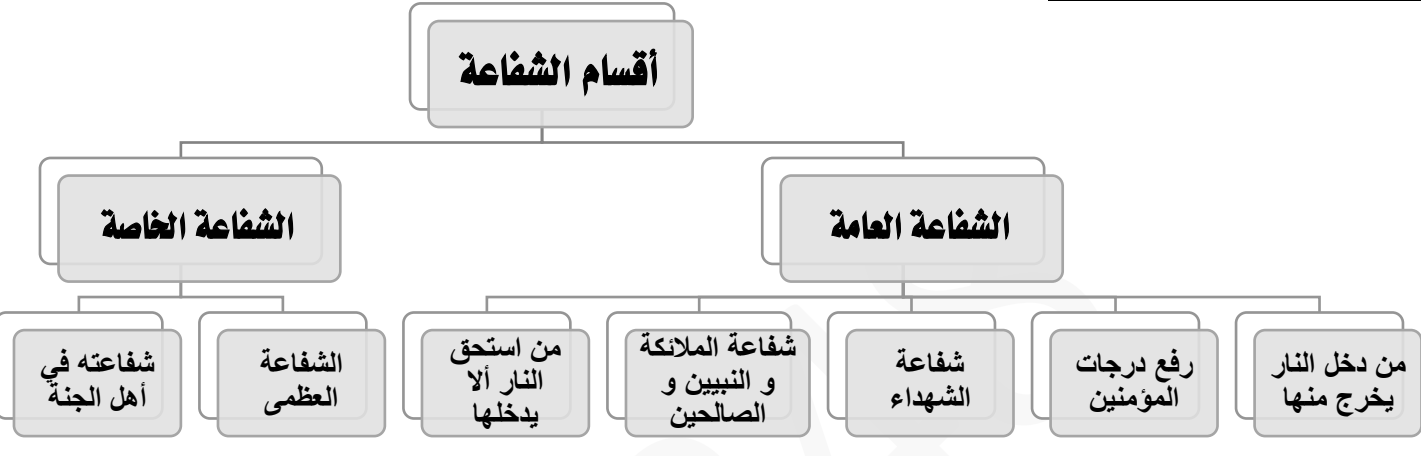 أقسام الشفاعة
الشفاعة العامة
الشفاعة الخاصة
من دخل النار
يخرج منها
رفع درجات
المؤمنين
شفاعة
الشهداء
شفاعة الملائكة
و النبيين و
الصالحين
من استحق
النار ألا
يدخلها
الشفاعة
العظمى
شفاعته في
أهل الجنة